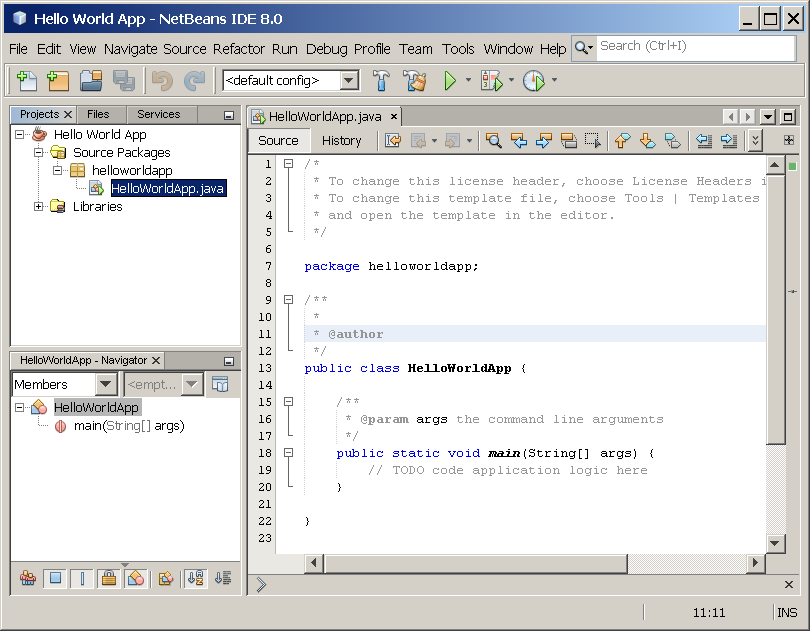 Hello World App - NetBeans IDE 8.0
File Edit View Navigate Source Refactor Run Debug Profile Team Tools Window Help
Search (Ctrl+I)
<default config>
Projects Files Services
Hello World App
Source Packages
helloworldapp
HelloWorldApp.java
Libraries
HelloWorldApp - Navigator
Members <empt...
HelloWorldApp
main(String[] args)
HelloWorldApp.java
Source History
1 /*
2 * To change this license header, choose License Headers i
3 * To change this template file, choose Tools | Templates
4 * and open the template in the editor.
5 */
6
7 package helloworldapp;
8
9 /**
10 *
11 * @author
12 */
13 public class HelloWorldApp {
14
15 /**
16 * @param args the command line arguments
17 */
18 public static void main(String[] args) {
19 // TODO code application logic here
20 }
21
22 }
23
11:11 INS